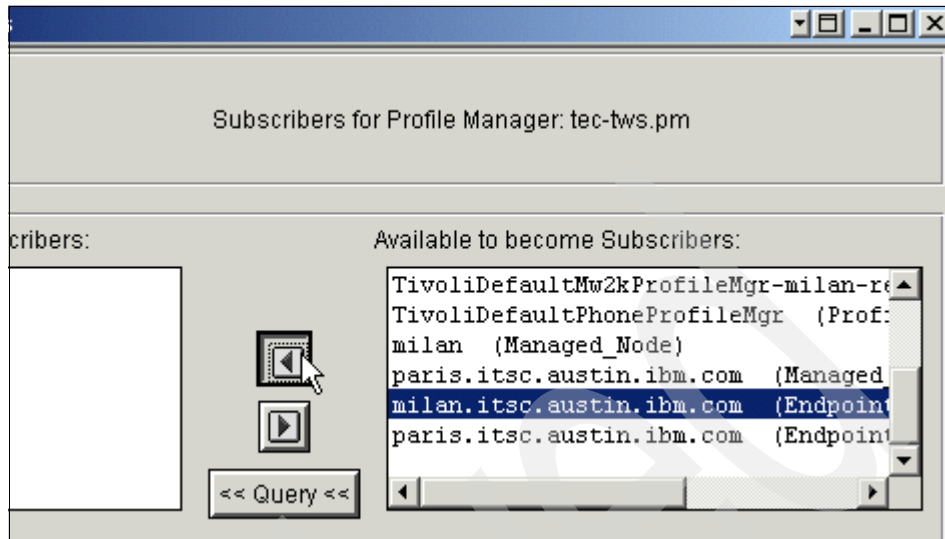 s
Subscribers for Profile Manager: tec-tws.pm
cribers:
Available to become Subscribers:
TivoliDefaultMw2kProfileMgr-milan-re
TivoliDefaultPhoneProfileMgr (Prof
milan (Managed_Node)
paris.itsc.austin.ibm.com (Managed
milan.itsc.austin.ibm.com (Endpoint
paris.itsc.austin.ibm.com (Endpoint
<< Query <<